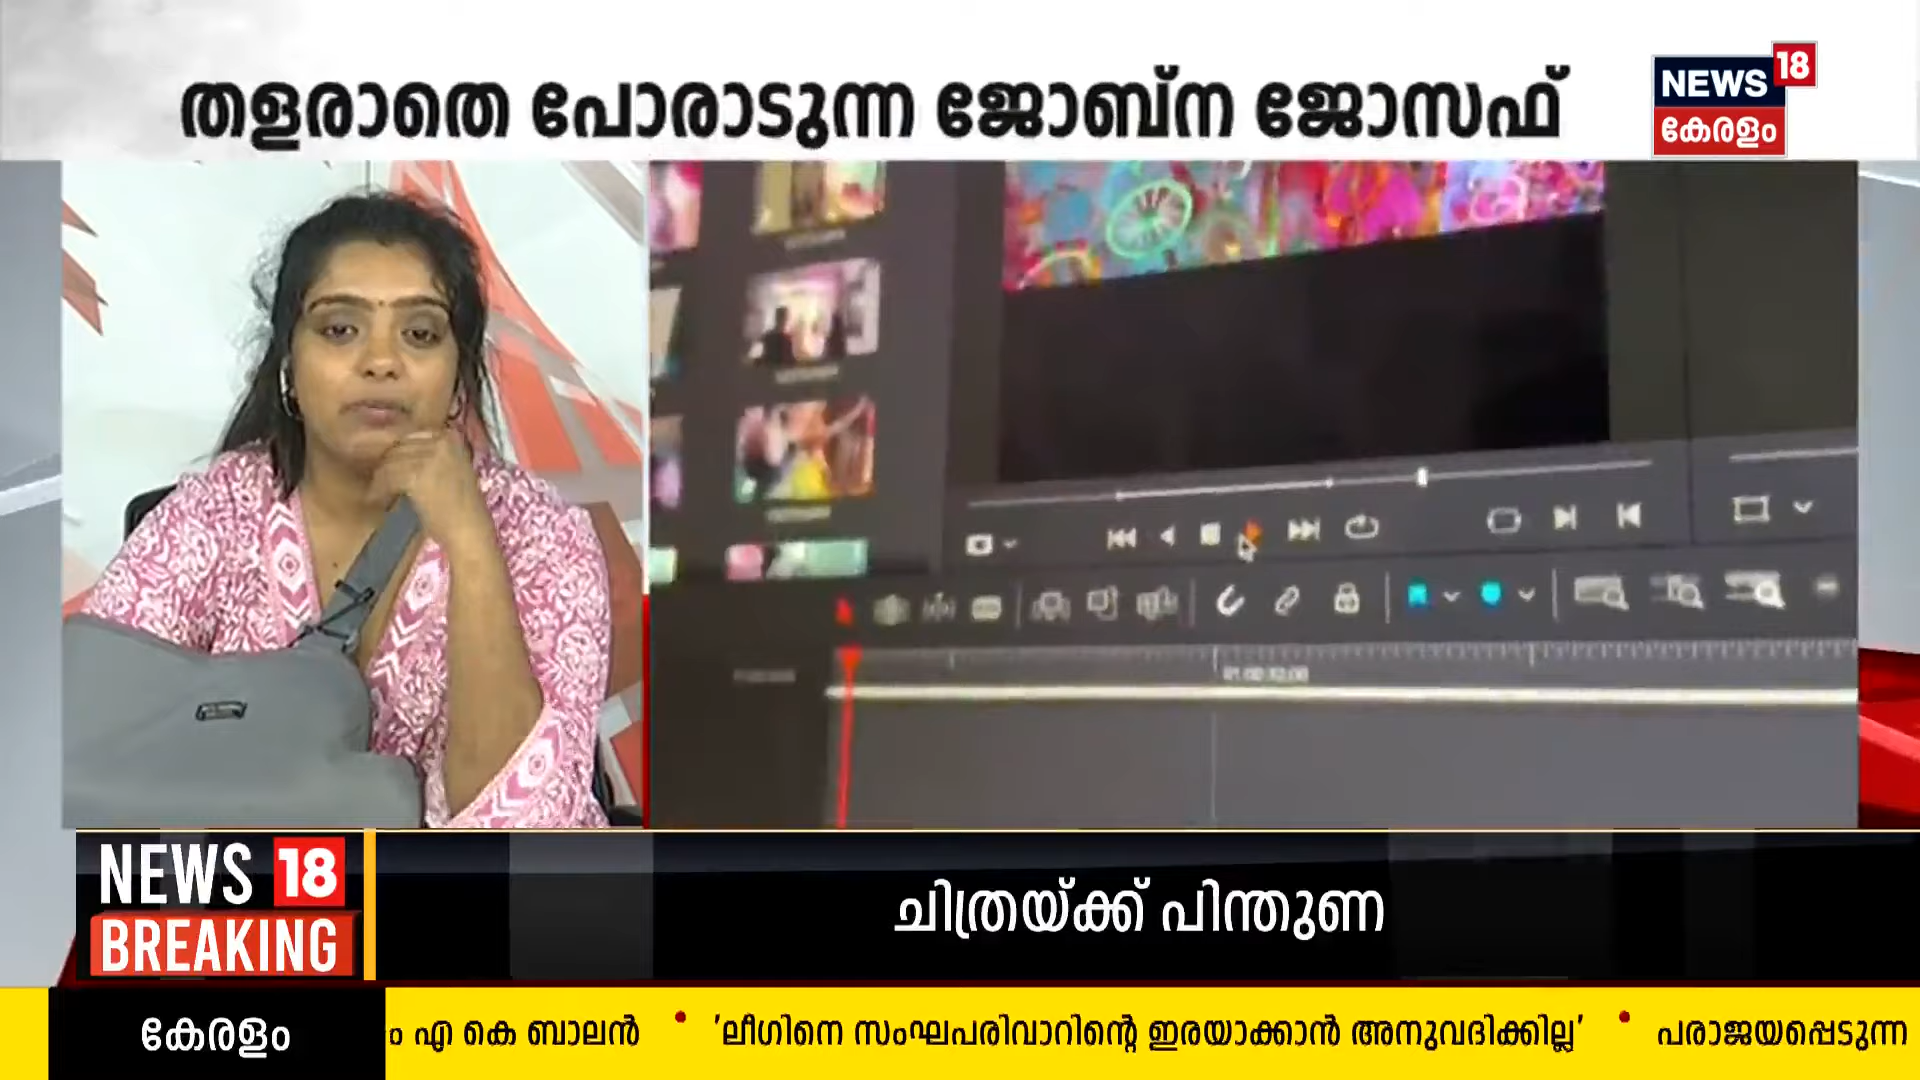 തളരാതെ പോരാടുന്ന ജോബ്ന ജോസഫ്
NEWS 18
കേരളം
NEWS 18
BREAKING
ചിത്രയ്ക്ക് പിന്തുണ
കേരളം
എ കെ ബാലൻ • 'ലീഗിനെ സംഘപരിവാറിന്റെ ഇരയാക്കാൻ അനുവദിക്കില്ല' • പരാജയപ്പെടുന്ന